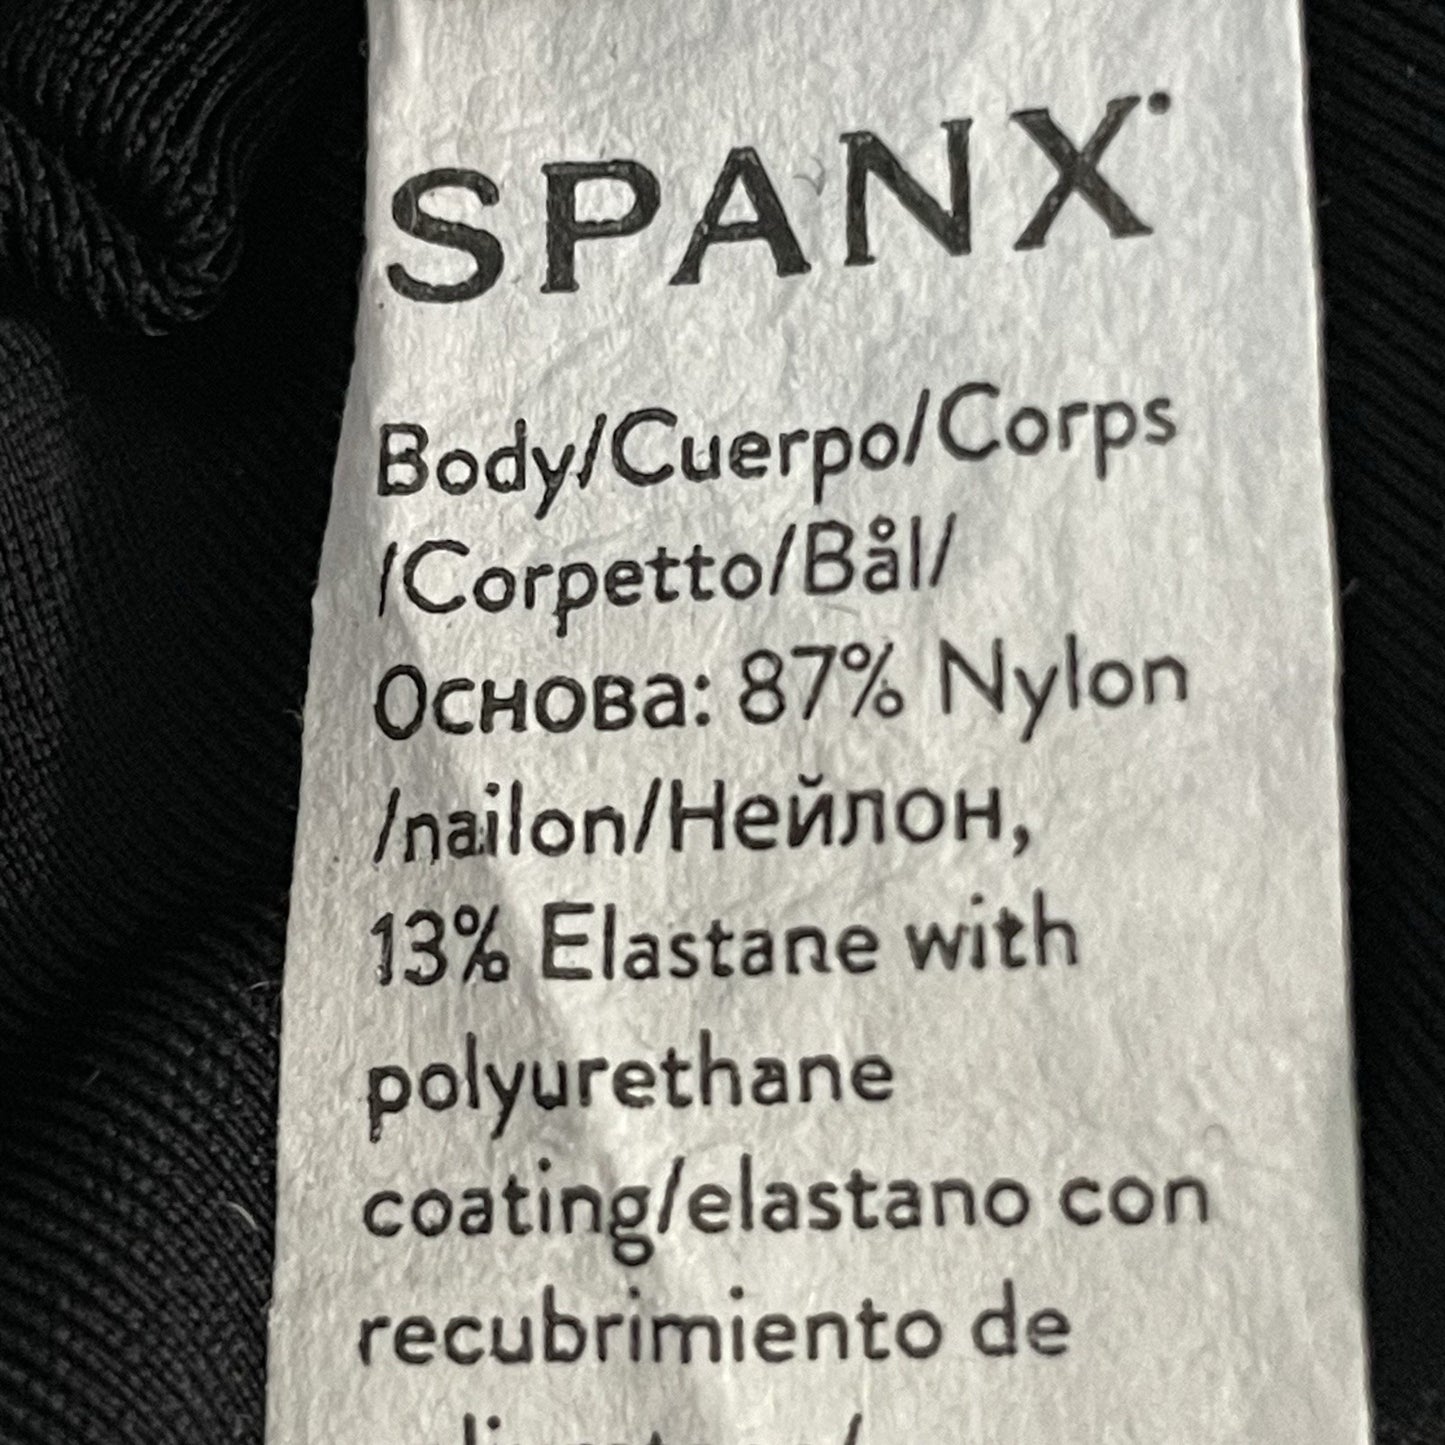 SPANX
Body/Cuerpo/Corps
/Corpetto/Bål/
Основа: 87% Nylon
/nailon/Нейлон,
13% Elastane with
polyurethane
coating/elastano con
recubrimiento de